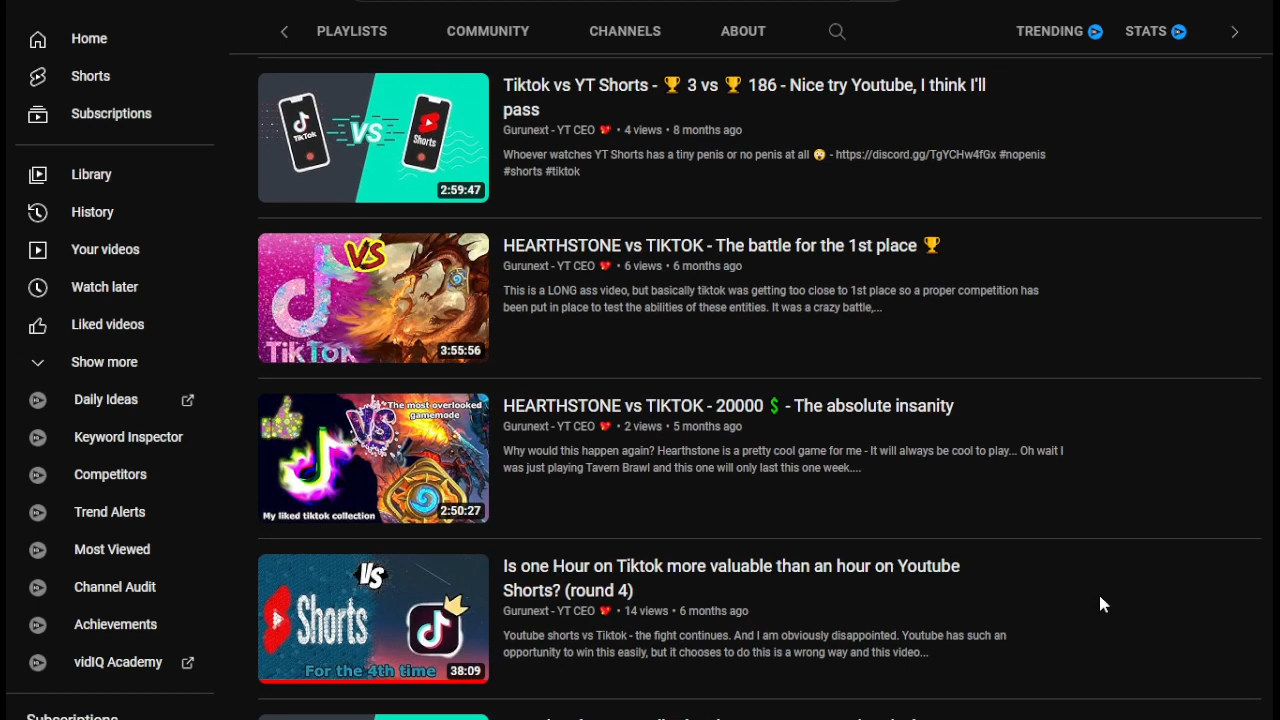 Home
Shorts
Subscriptions
Library
History
Your videos
Watch later
Liked videos
Show more
Daily Ideas
Keyword Inspector
Competitors
Trend Alerts
Most Viewed
Channel Audit
Achievements
vidIQ Academy
PLAYLISTS COMMUNITY CHANNELS ABOUT TRENDING STATS
TikTok VS Shorts
2:59:47
Tiktok vs YT Shorts - 🏆 3 vs 🏆 186 - Nice try Youtube, I think I'll
pass
Gurunext - YT CEO 💝 • 4 views • 8 months ago
Whoever watches YT Shorts has a tiny penis or no penis at all 😳 - https://discord.gg/TgYCHw4fGx #nopenis
#shorts #tiktok
VS
TikTok
3:55:56
HEARTHSTONE vs TIKTOK - The battle for the 1st place 🏆
Gurunext - YT CEO 💝 • 6 views • 6 months ago
This is a LONG ass video, but basically tiktok was getting too close to 1st place so a proper competition has
been put in place to test the abilities of these entities. It was a crazy battle,...
The most overlooked
gamemode
VS
My liked tiktok collection
2:50:27
HEARTHSTONE vs TIKTOK - 20000 💲 - The absolute insanity
Gurunext - YT CEO 💝 • 2 views • 5 months ago
Why would this happen again? Hearthstone is a pretty cool game for me - It will always be cool to play... Oh wait I
was just playing Tavern Brawl and this one will only last this one week....
VS
Shorts
For the 4th time
38:09
Is one Hour on Tiktok more valuable than an hour on Youtube
Shorts? (round 4)
Gurunext - YT CEO 💝 • 14 views • 6 months ago
Youtube shorts vs Tiktok - the fight continues. And I am obviously disappointed. Youtube has such an
opportunity to win this easily, but it chooses to do this is a wrong way and this video...